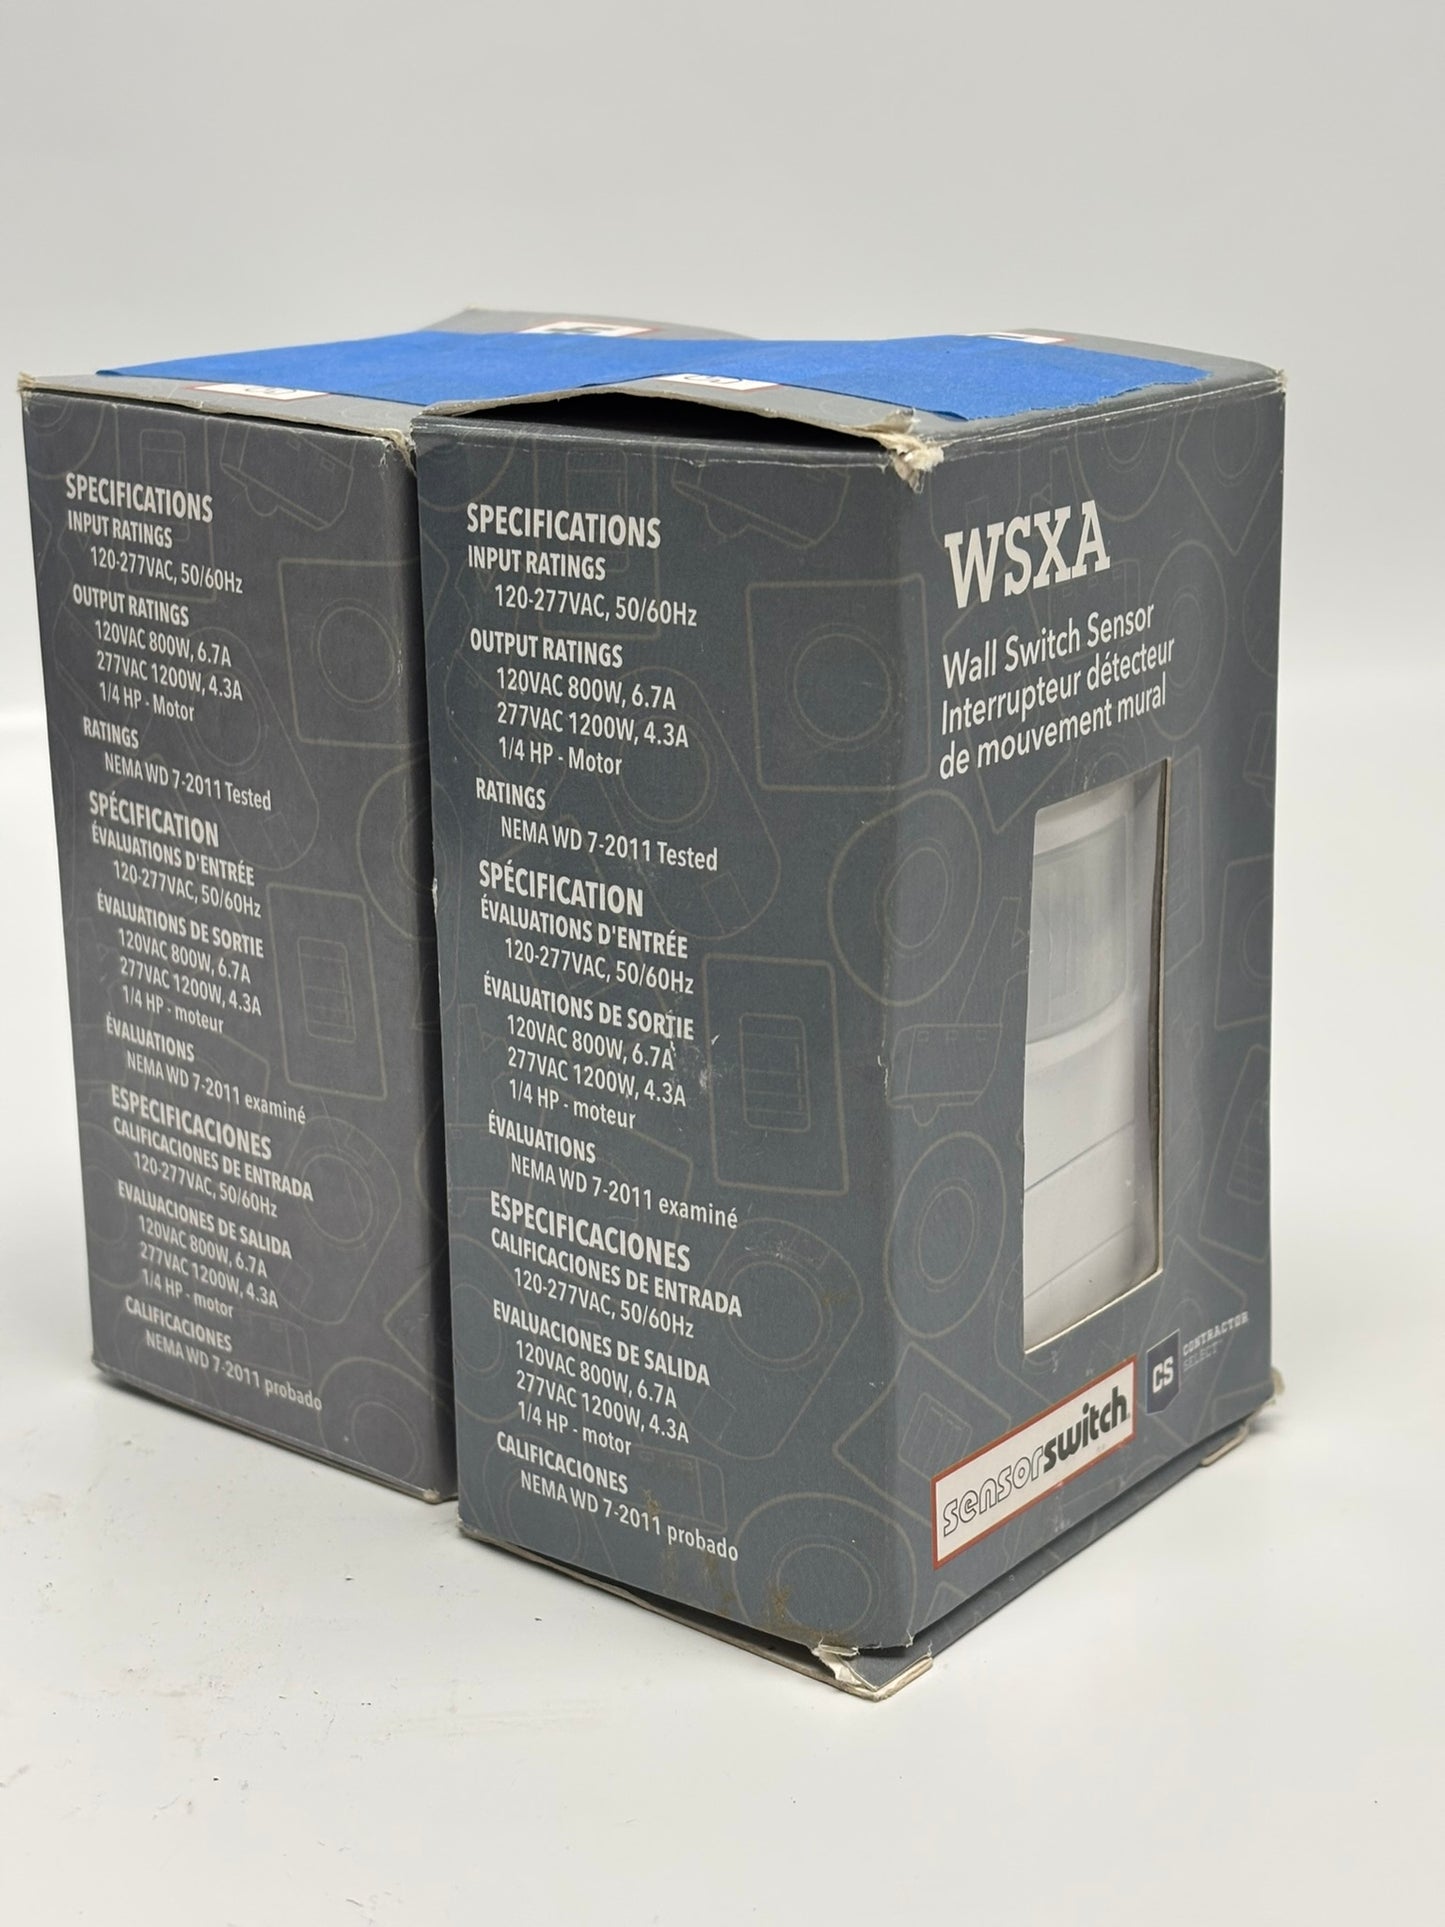 SPECIFICATIONS
INPUT RATINGS
120-277VAC, 50/60Hz
OUTPUT RATINGS
120VAC 800W, 6.7A
277VAC 1200W, 4.3A
1/4 HP - Motor
RATINGS
NEMA WD 7-2011 Tested
SPÉCIFICATION
ÉVALUATIONS D'ENTRÉE
120-277VAC, 50/60Hz
ÉVALUATIONS DE SORTIE
120VAC 800W, 6.7A
277VAC 1200W, 4.3A
1/4 HP - moteur
ÉVALUATIONS
NEMA WD 7-2011 examiné
ESPECIFICACIONES
CALIFICACIONES DE ENTRADA
120-277VAC, 50/60Hz
EVALUACIONES DE SALIDA
120VAC 800W, 6.7A
277VAC 1200W, 4.3A
1/4 HP - motor
CALIFICACIONES
NEMA WD 7-2011 probado
SPECIFICATIONS
INPUT RATINGS
120-277VAC, 50/60Hz
OUTPUT RATINGS
120VAC 800W, 6.7A
277VAC 1200W, 4.3A
1/4 HP - Motor
RATINGS
NEMA WD 7-2011 Tested
SPÉCIFICATION
ÉVALUATIONS D'ENTRÉE
120-277VAC, 50/60Hz
ÉVALUATIONS DE SORTIE
120VAC 800W, 6.7A
277VAC 1200W, 4.3A
1/4 HP - moteur
ÉVALUATIONS
NEMA WD 7-2011 examiné
ESPECIFICACIONES
CALIFICACIONES DE ENTRADA
120-277VAC, 50/60Hz
EVALUACIONES DE SALIDA
120VAC 800W, 6.7A
277VAC 1200W, 4.3A
1/4 HP - motor
CALIFICACIONES
NEMA WD 7-2011 probado
WSXA
Wall Switch Sensor
Interrupteur détecteur
de mouvement mural
sensorswitch
CS
CONTRACTOR
SELECT